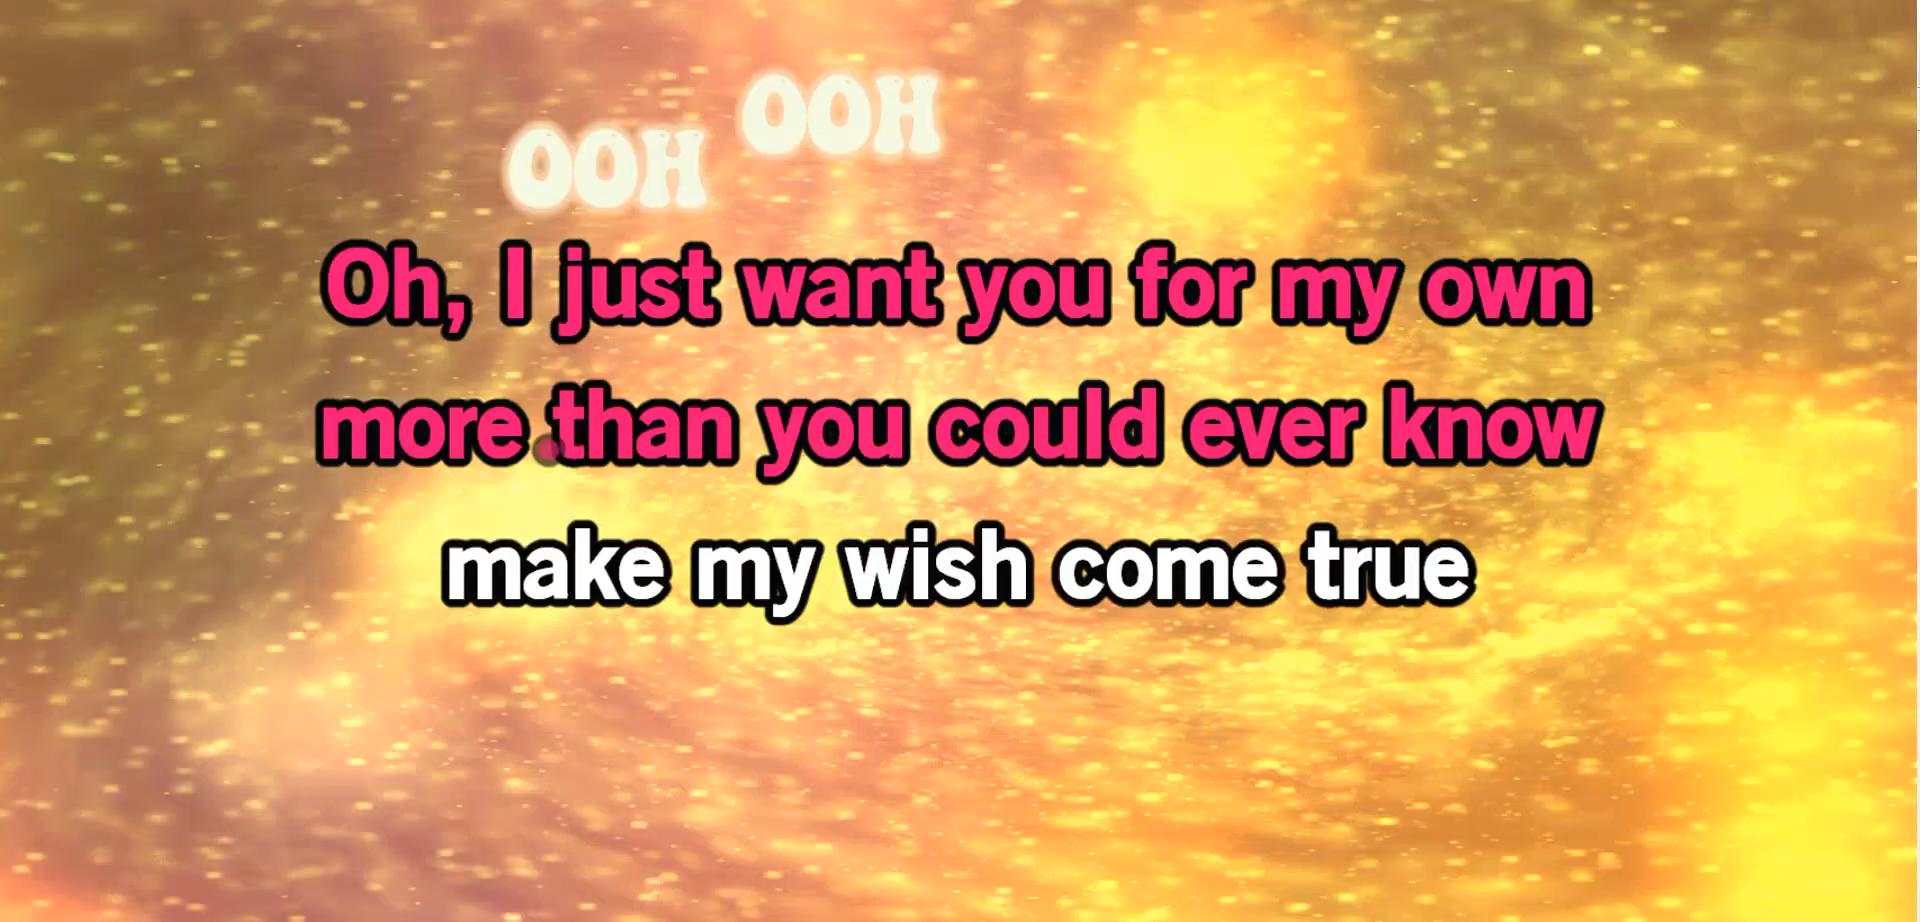 OOH OOH
Oh, I just want you for my own
more than you could ever know
make my wish come true